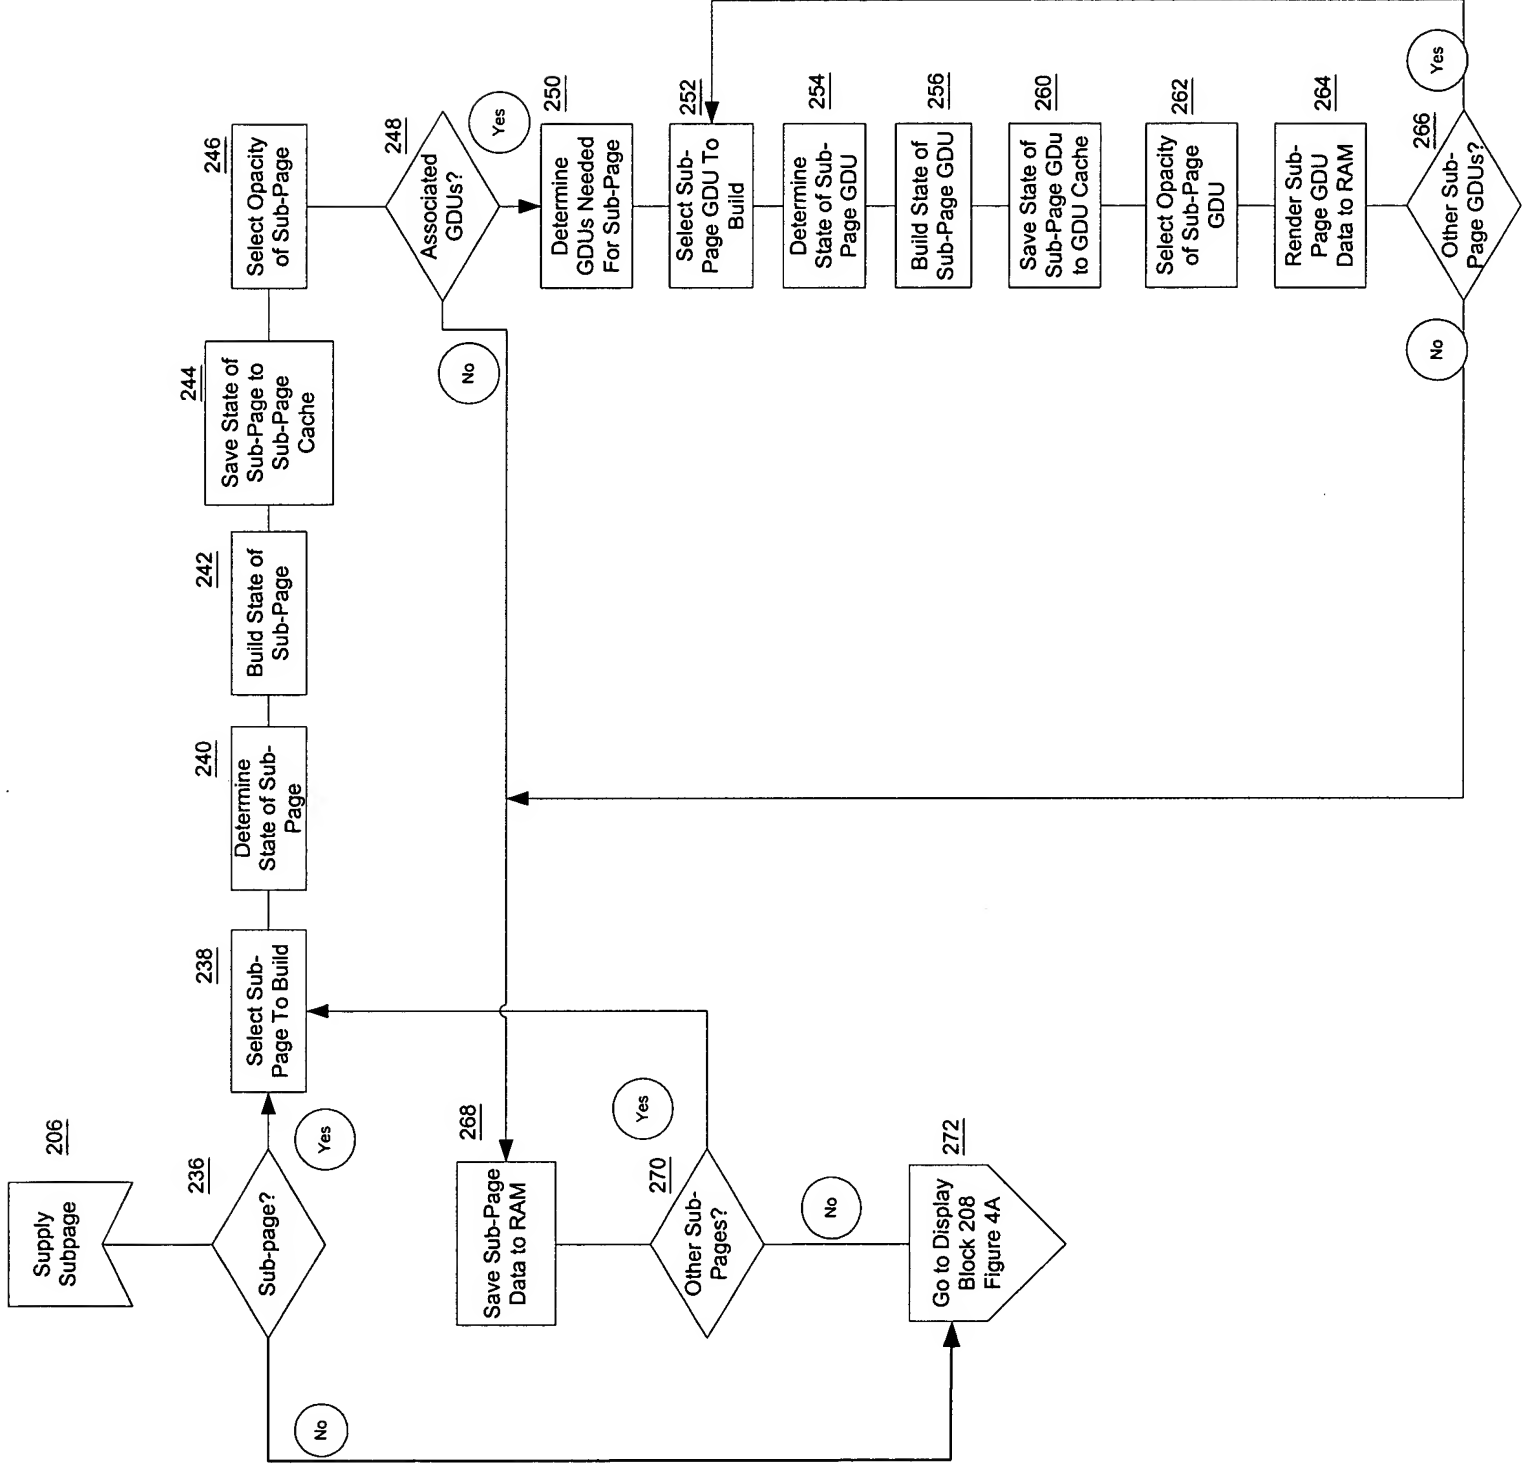 206
Supply
Subpage
236
Sub-page?
Yes
No
238
Select Sub-
Page To Build
240
Determine
State of Sub-
Page
242
Build State of
Sub-Page
244
Save State of
Sub-Page to
Sub-Page
Cache
246
Select Opacity
of Sub-Page
248
Associated
GDUs?
Yes
No
250
Determine
GDUs Needed
For Sub-Page
252
Select Sub-
Page GDU To
Build
254
Determine
State of Sub-
Page GDU
256
Build State of
Sub-Page GDU
260
Save State of
Sub-Page GDu
to GDU Cache
262
Select Opacity
of Sub-Page
GDU
264
Render Sub-
Page GDU
Data to RAM
266
Other Sub-
Page GDUs?
Yes
No
268
Save Sub-Page
Data to RAM
270
Other Sub-
Pages?
Yes
No
272
Go to Display
Block 208
Figure 4A